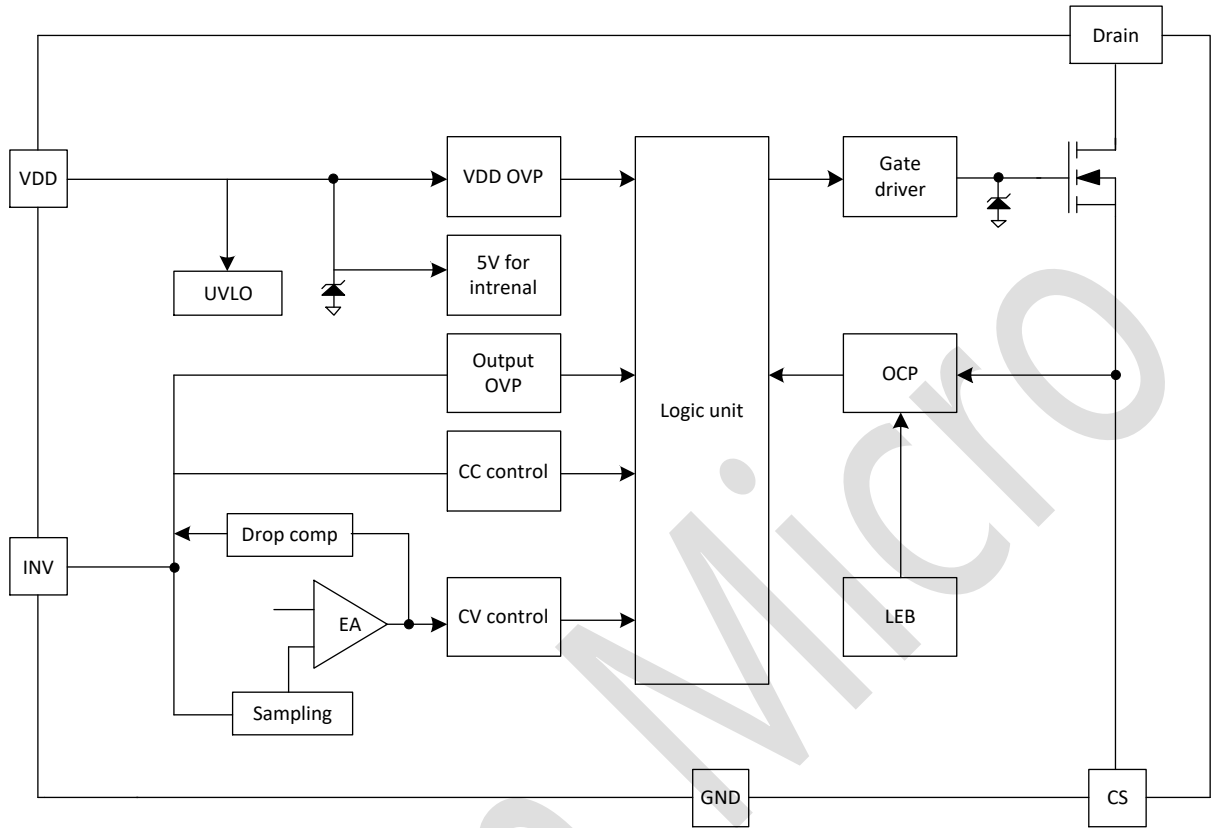 Drain
VDD
VDD OVP
Gate
driver
5V for
intrenal
UVLO
Output
OVP
OCP
Logic unit
CC control
Drop comp
INV
EA
CV control
LEB
Sampling
GND
CS
Micro